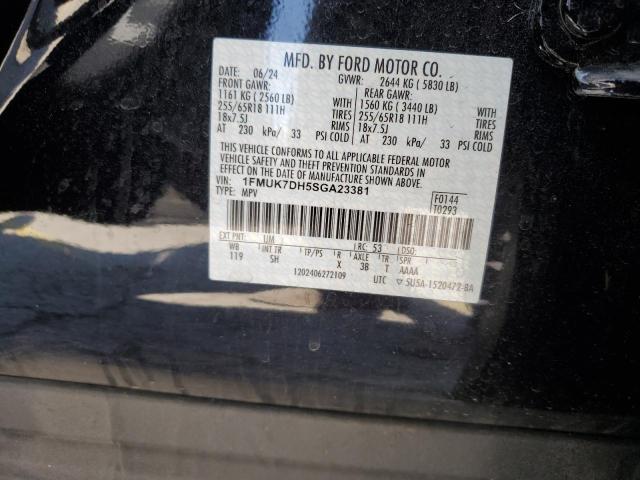 MFD. BY FORD MOTOR CO.
DATE: 06/24 GVWR: 2644 KG ( 5830 LB)
FRONT GAWR: REAR GAWR:
1161 KG ( 2560 LB) WITH 1560 KG ( 3440 LB) WITH
255/65R18 111H TIRES 255/65R18 111H TIRES
18x7.5J RIMS 18x7.5J RIMS
AT 230 kPa/ 33 PSI COLD AT 230 kPa/ 33 PSI COLD
THIS VEHICLE CONFORMS TO ALL APPLICABLE FEDERAL MOTOR
VEHICLE SAFETY AND THEFT PREVENTION STANDARDS IN
EFFECT ON THE DATE OF MANUFACTURE SHOWN ABOVE.
VIN: 1FMUK7DH5SGA23381
TYPE: MPV
F0144
T0293
EXT PNT: UM RC: 53 DSO:
WB INT TR TP/PS R AXLE TR SPR
119 SH X 3B T AAAA
1202406272109 UTC ▽ SU5A-1520472-BA